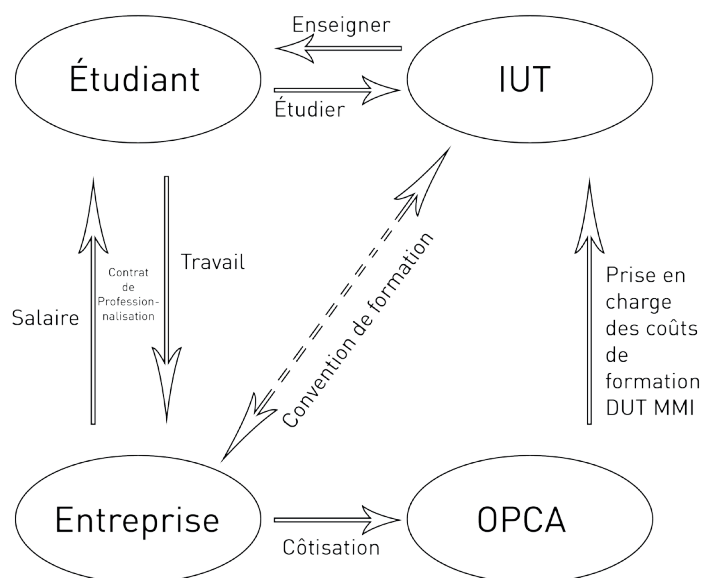 Enseigner
Étudiant
IUT
Étudier
Travail
Contrat
de
Profession-
nalisation
Salaire
Convention de formation
Prise en
charge
des coûts
de
formation
DUT MMI
Entreprise
OPCA
Côtisation